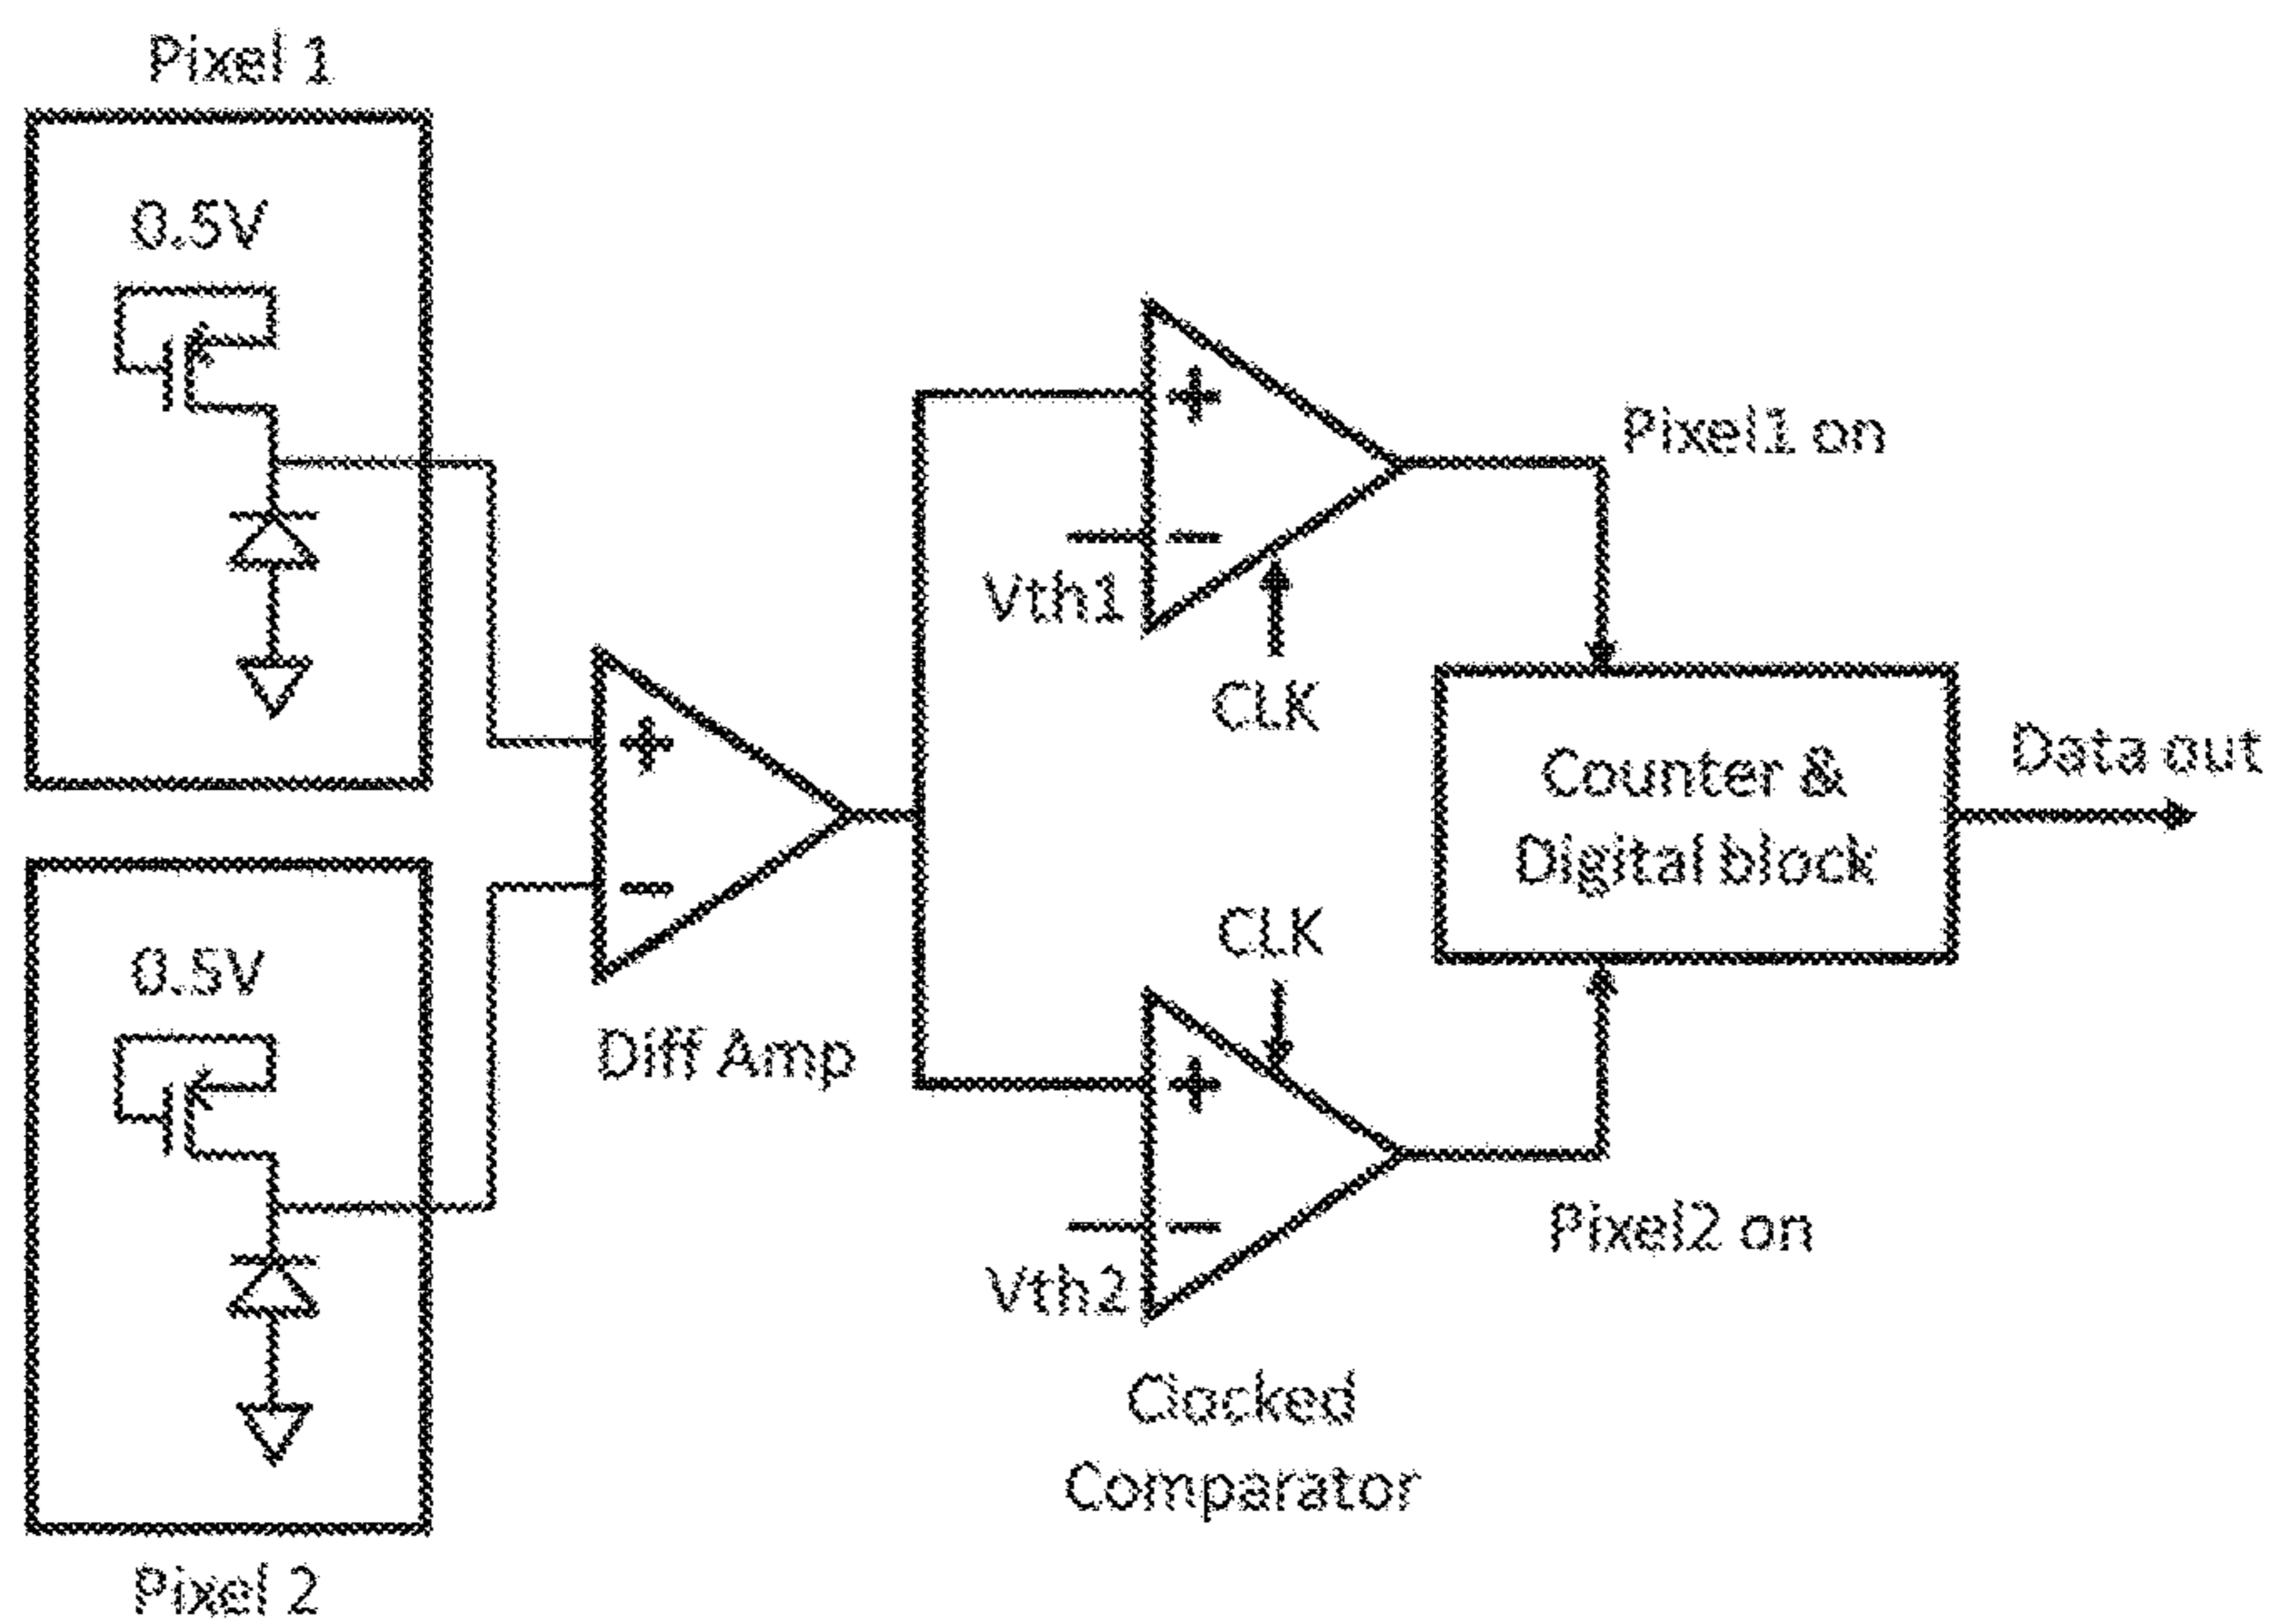 Pixel 1
0.5V
+
−
Vth1
CLK
Pixel1 on
+
−
Diff Amp
Counter &
Digital block
Data out
0.5V
CLK
+
−
Vth2
Pixel2 on
Clocked
Comparator
Pixel 2